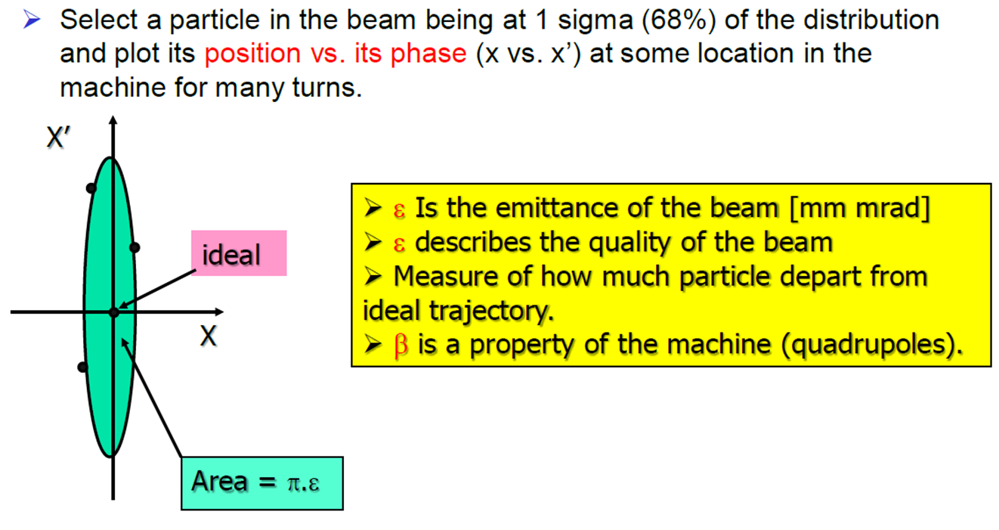 ➢ Select a particle in the beam being at 1 sigma (68%) of the distribution
and plot its position vs. its phase (x vs. x’) at some location in the
machine for many turns.
X’
ideal
X
Area = π.ε
➢ ε Is the emittance of the beam [mm mrad]
➢ ε describes the quality of the beam
➢ Measure of how much particle depart from
ideal trajectory.
➢ β is a property of the machine (quadrupoles).